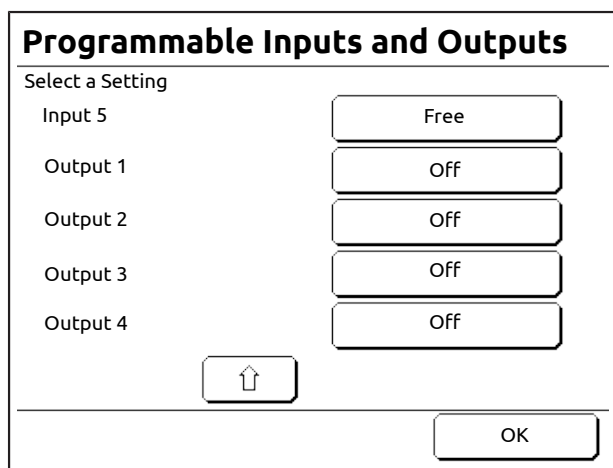 Programmable Inputs and Outputs
Select a Setting
Input 5 Free
Output 1 Off
Output 2 Off
Output 3 Off
Output 4 Off
OK